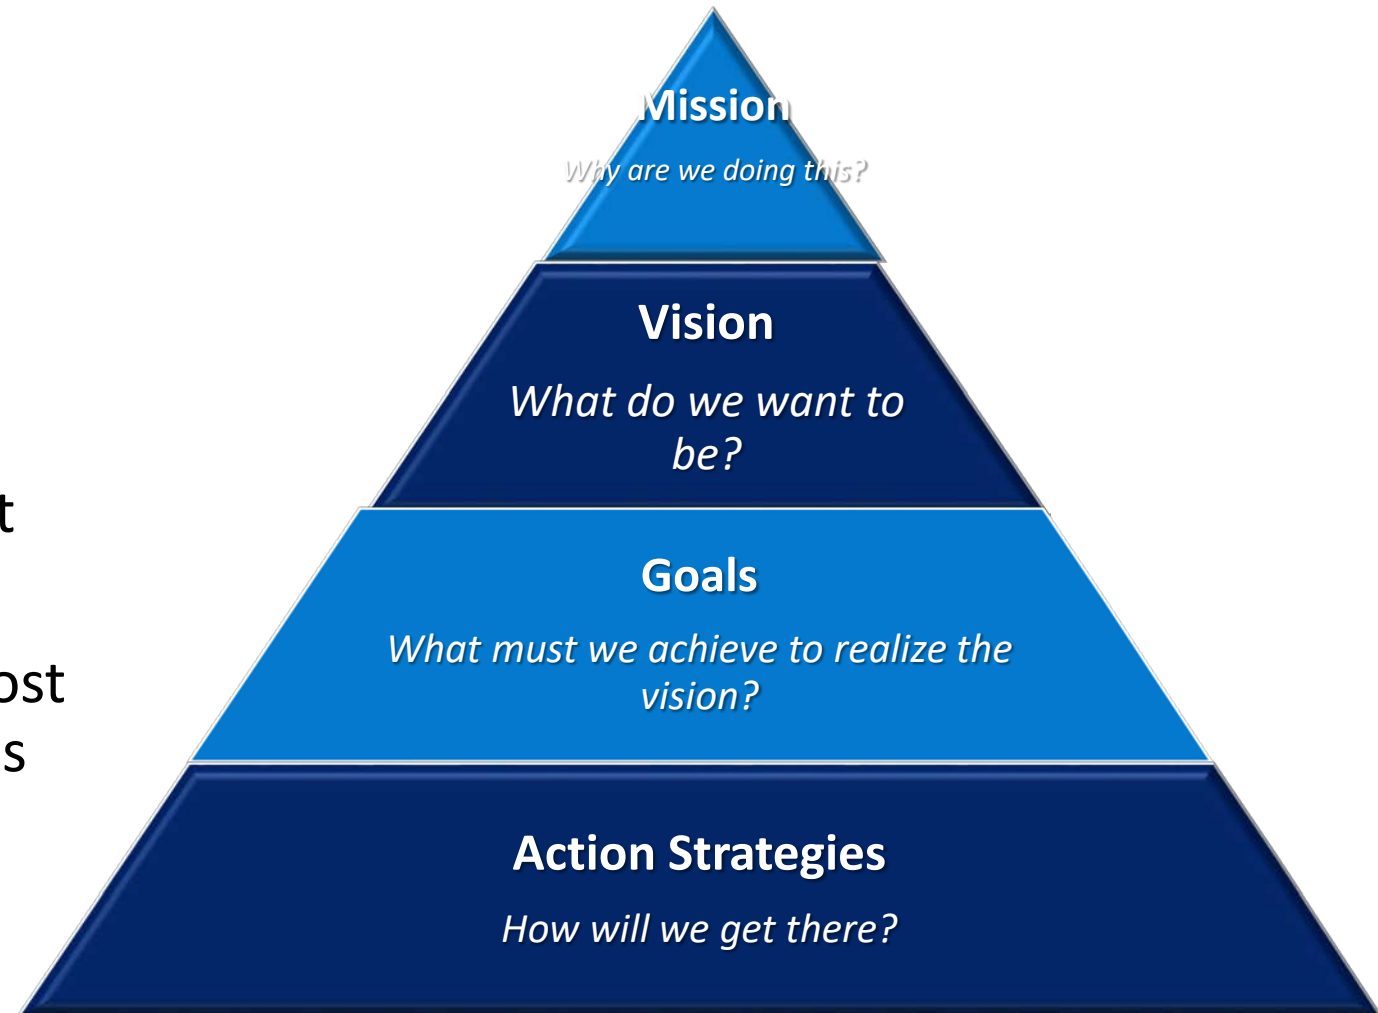 Mission
Why are we doing this?
Vision
What do we want to
be?
t
Goals
What must we achieve to realize the
ost
vision?
s
Action Strategies
How will we get there?